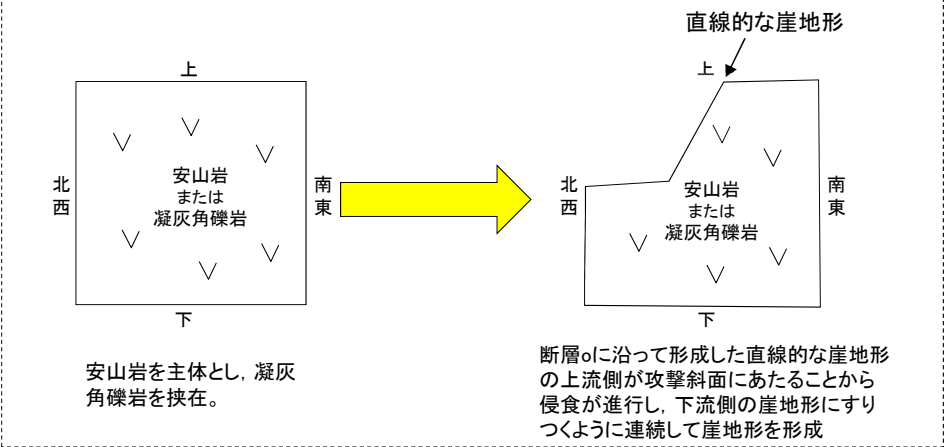 直線的な崖地形
上
上
北西
安山岩
または
凝灰角礫岩
南東
北西
安山岩
または
凝灰角礫岩
南東
下
下
安山岩を主体とし，凝灰
角礫岩を挟在。
断層oに沿って形成した直線的な崖地形
の上流側が攻撃斜面にあたることから
侵食が進行し，下流側の崖地形にすり
つくように連続して崖地形を形成